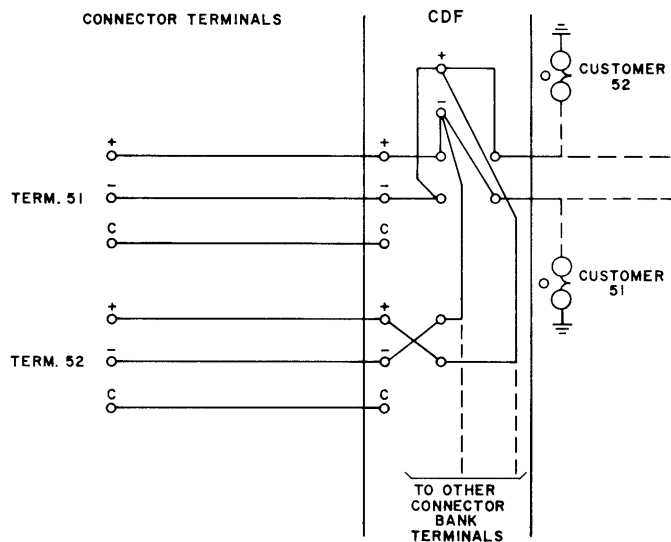 CONNECTOR TERMINALS
CDF
CUSTOMER
52
+
−
+
+
TERM. 51
−
−
C
C
CUSTOMER
51
+
+
TERM. 52
−
−
C
C
TO OTHER
CONNECTOR
BANK
TERMINALS